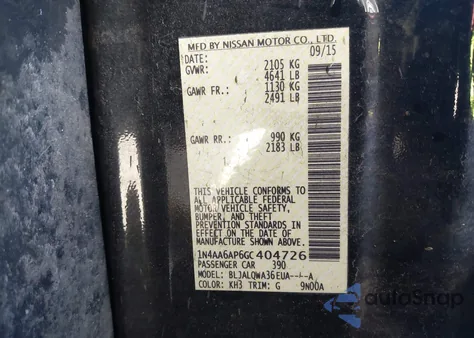 MFD BY NISSAN MOTOR CO., LTD.
DATE: 09/15
GVWR: 2105 KG
4641 LB
GAWR FR.: 1130 KG
2491 LB
GAWR RR.: 990 KG
2183 LB
THIS VEHICLE CONFORMS TO
ALL APPLICABLE FEDERAL
MOTOR VEHICLE SAFETY,
BUMPER, AND THEFT
PREVENTION STANDARDS
IN EFFECT ON THE DATE OF
MANUFACTURE SHOWN ABOVE.
1N4AA6AP6GC404726
PASSENGER CAR 390
MODEL: BLJALQWA36EUA----A
COLOR: KH3 TRIM: G 9N00A
autoSnap